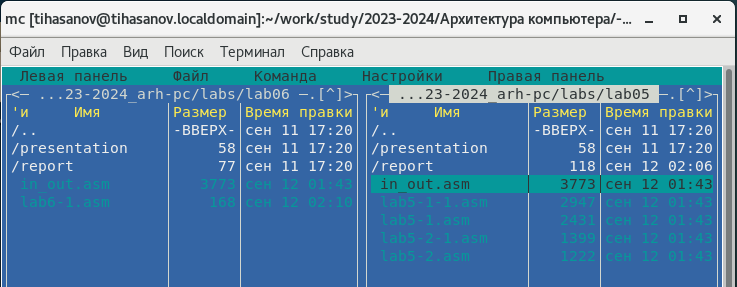 mc [tihasanov@tihasanov.localdomain]:~/work/study/2023-2024/Архитектура компьютера/-...
Файл Правка Вид Поиск Терминал Справка
Левая панель Файл Команда Настройки Правая панель
<— ...23-2024_arh-pc/labs/lab06 —.[^]>
'и Имя Размер Время правки
/.. -ВВЕРХ- сен 11 17:20
/presentation 58 сен 11 17:20
/report 77 сен 11 17:20
in_out.asm 3773 сен 12 01:43
lab6-1.asm 168 сен 12 02:10
<— ...23-2024_arh-pc/labs/lab05 —.[^]>
'и Имя Размер Время правки
/.. -ВВЕРХ- сен 11 17:20
/presentation 58 сен 11 17:20
/report 118 сен 12 02:06
in_out.asm 3773 сен 12 01:43
lab5-1-1.asm 2947 сен 12 01:43
lab5-1.asm 2431 сен 12 01:43
lab5-2-1.asm 1399 сен 12 01:43
lab5-2.asm 1222 сен 12 01:43